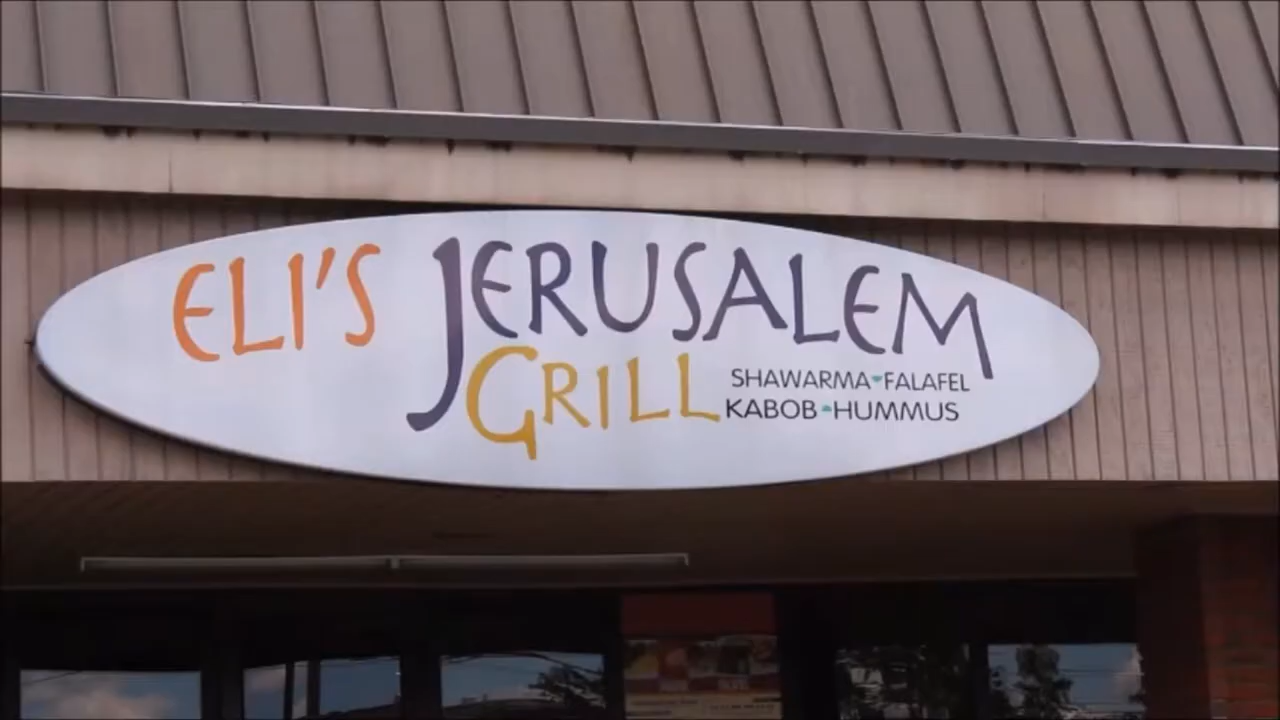 ELI'S JERUSALEM
GRILL
SHAWARMA • FALAFEL
KABOB • HUMMUS